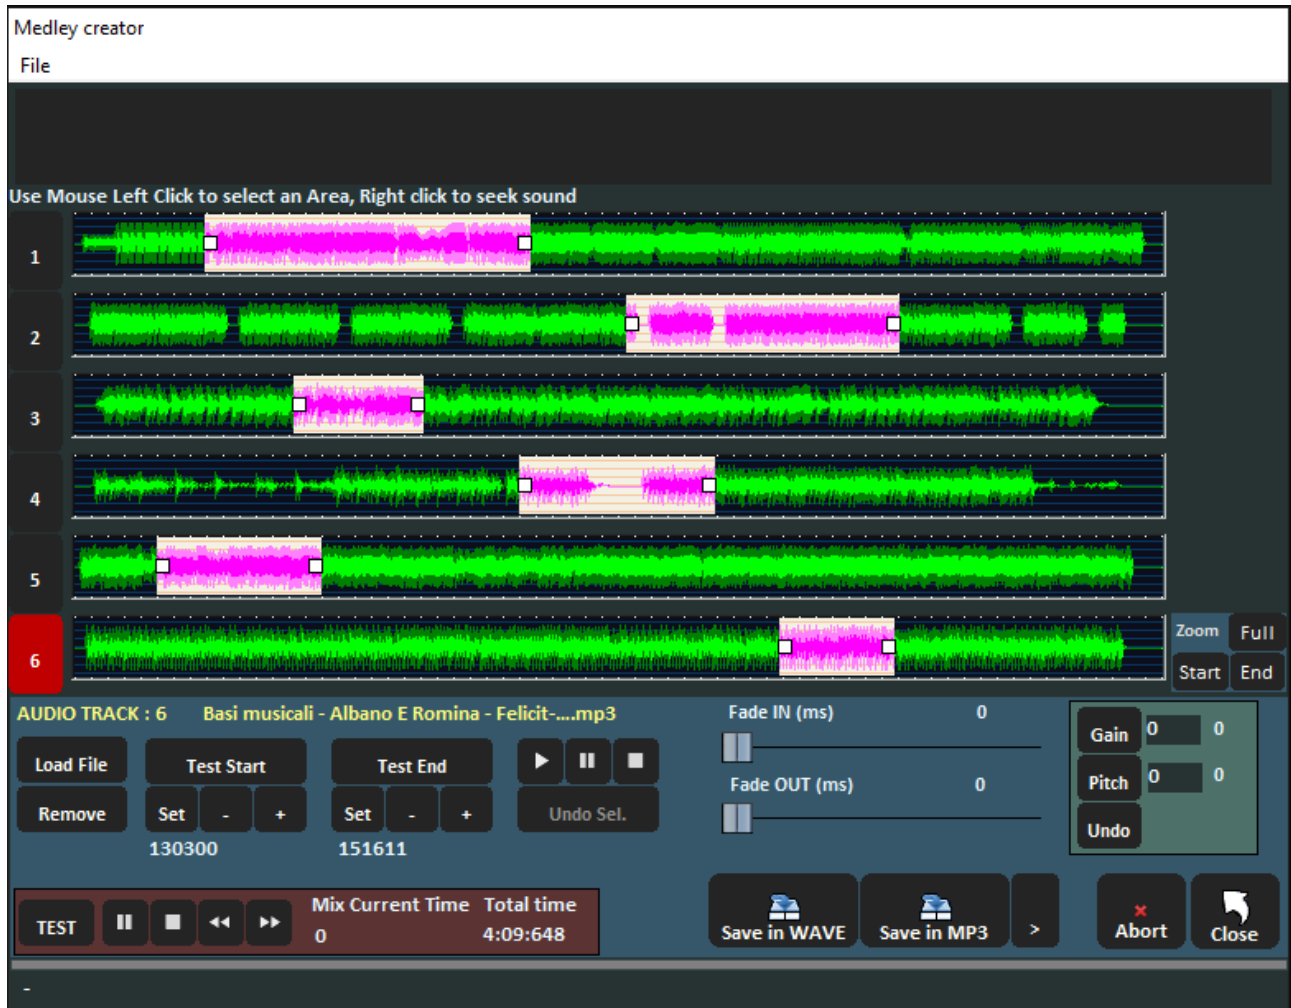 Medley creator
File
Use Mouse Left Click to select an Area, Right click to seek sound
1
2
3
4
5
6
Zoom Full
Start End
AUDIO TRACK : 6 Basi musicali - Albano E Romina - Felicit-....mp3
Fade IN (ms) 0
Gain 0 0
Load File Test Start Test End
Fade OUT (ms) 0
Pitch 0 0
Remove Set - + Set - + Undo Sel.
Undo
130300 151611
TEST
Mix Current Time Total time
0 4:09:648
Save in WAVE Save in MP3 > Abort Close
-